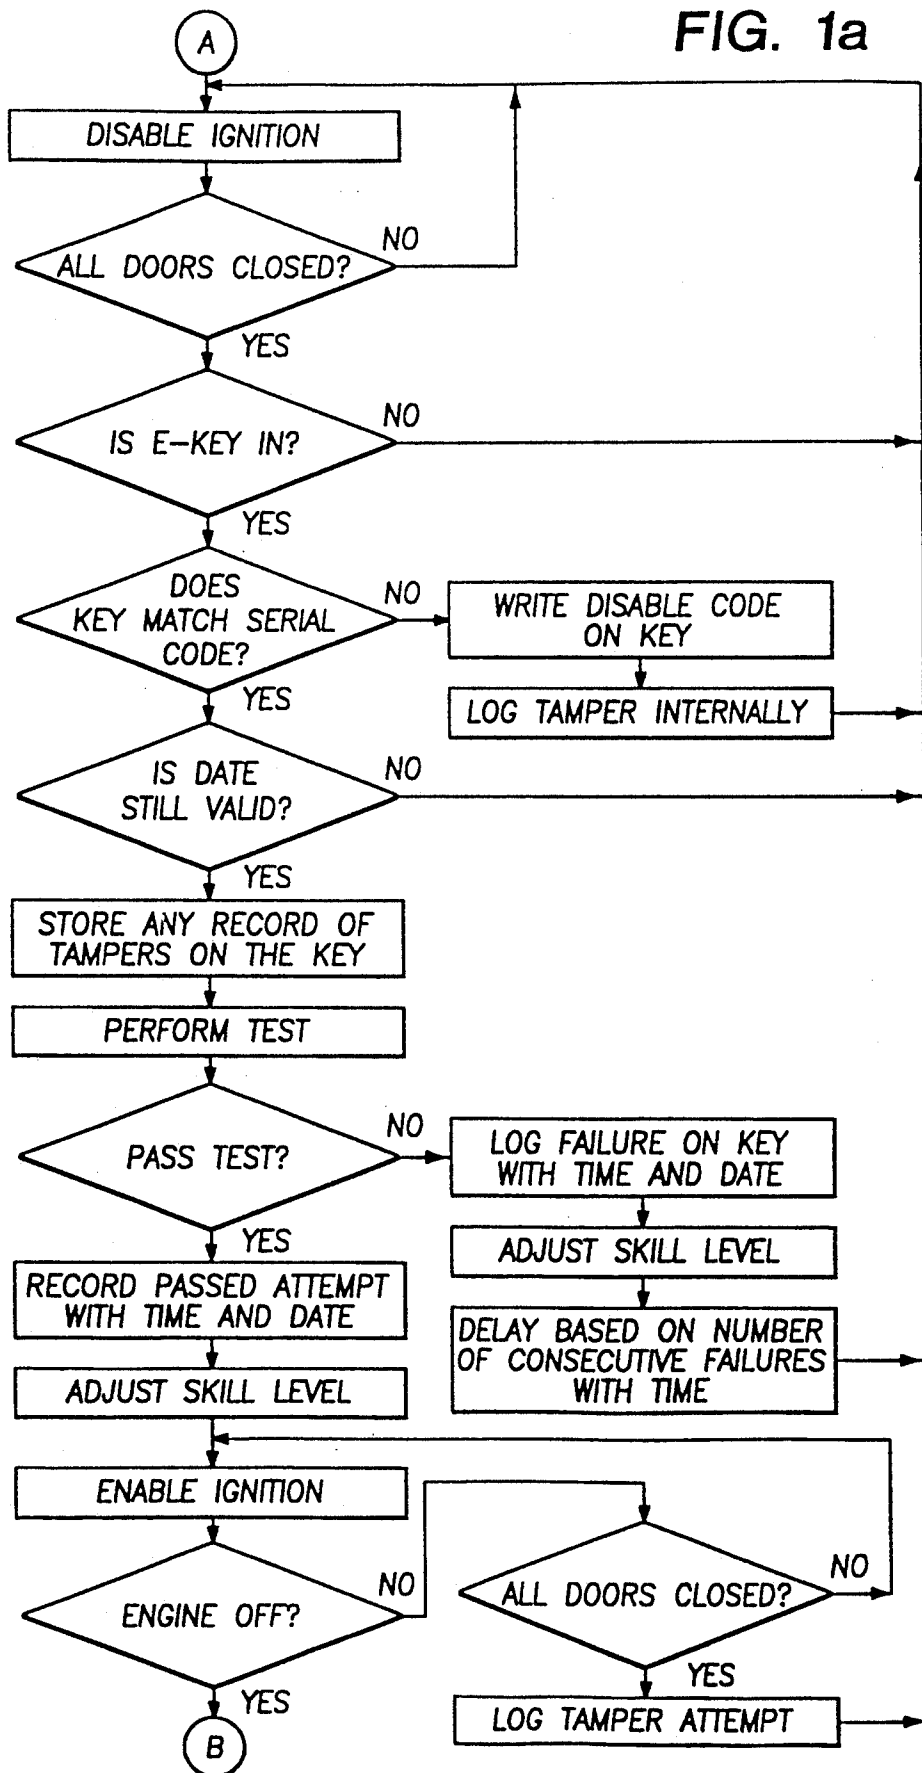 FIG. 1a
A
DISABLE IGNITION
ALL DOORS CLOSED?
NO
YES
IS E-KEY IN?
NO
YES
DOES
KEY MATCH SERIAL
CODE?
NO
WRITE DISABLE CODE
ON KEY
LOG TAMPER INTERNALLY
YES
IS DATE
STILL VALID?
NO
YES
STORE ANY RECORD OF
TAMPERS ON THE KEY
PERFORM TEST
PASS TEST?
NO
LOG FAILURE ON KEY
WITH TIME AND DATE
ADJUST SKILL LEVEL
DELAY BASED ON NUMBER
OF CONSECUTIVE FAILURES
WITH TIME
YES
RECORD PASSED ATTEMPT
WITH TIME AND DATE
ADJUST SKILL LEVEL
ENABLE IGNITION
ENGINE OFF?
NO
ALL DOORS CLOSED?
NO
YES
LOG TAMPER ATTEMPT
YES
B